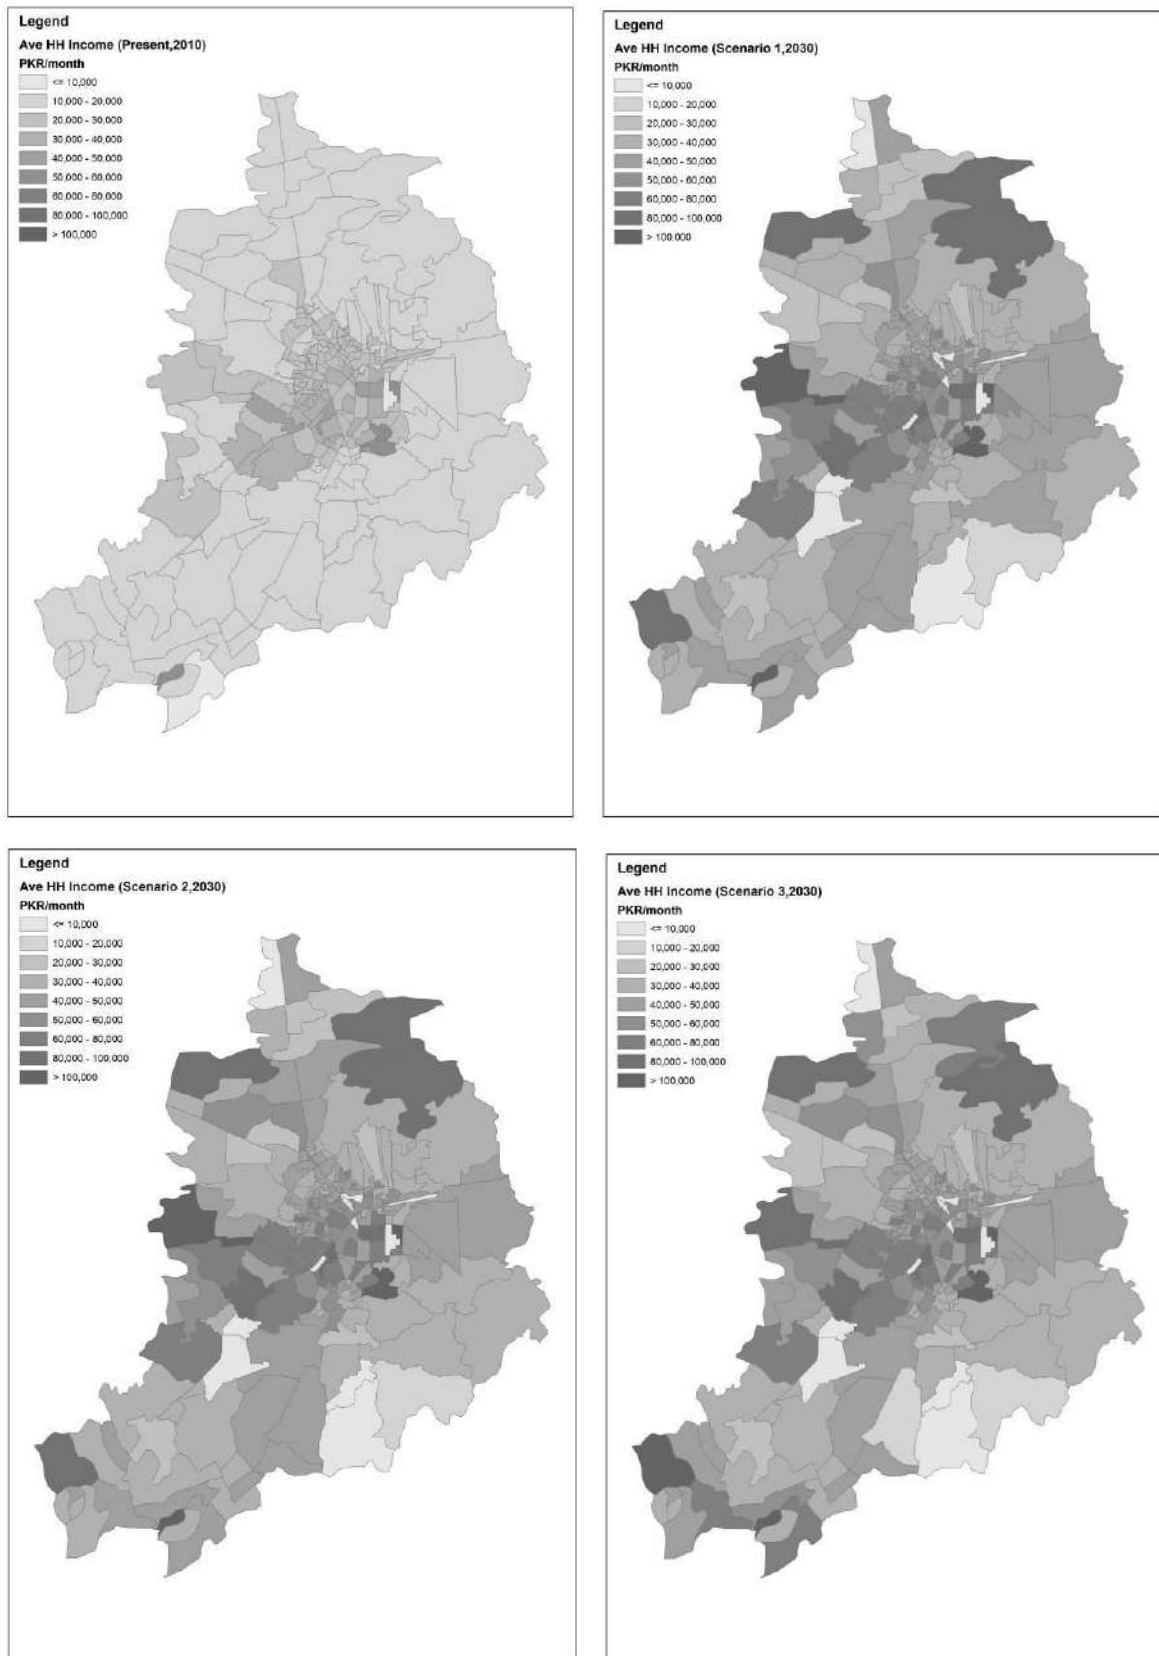 Legend
Ave HH Income (Present,2010)
PKR/month
<= 10,000
10,000 - 20,000
20,000 - 30,000
30,000 - 40,000
40,000 - 50,000
50,000 - 60,000
60,000 - 80,000
80,000 - 100,000
> 100,000
Legend
Ave HH Income (Scenario 1,2030)
PKR/month
<= 10,000
10,000 - 20,000
20,000 - 30,000
30,000 - 40,000
40,000 - 50,000
50,000 - 60,000
60,000 - 80,000
80,000 - 100,000
> 100,000
Legend
Ave HH Income (Scenario 2,2030)
PKR/month
<= 10,000
10,000 - 20,000
20,000 - 30,000
30,000 - 40,000
40,000 - 50,000
50,000 - 60,000
60,000 - 80,000
80,000 - 100,000
> 100,000
Legend
Ave HH Income (Scenario 3,2030)
PKR/month
<= 10,000
10,000 - 20,000
20,000 - 30,000
30,000 - 40,000
40,000 - 50,000
50,000 - 60,000
60,000 - 80,000
80,000 - 100,000
> 100,000